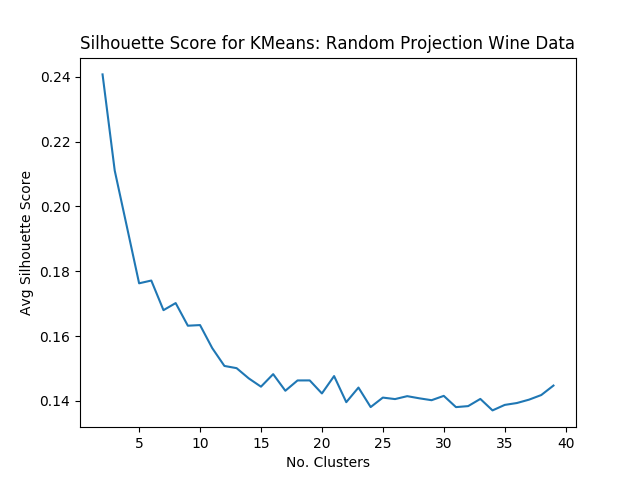 Silhouette Score for KMeans: Random Projection Wine Data
0.24
0.22
0.20
0.18
0.16
0.14
Avg Silhouette Score
5 10 15 20 25 30 35 40
No. Clusters